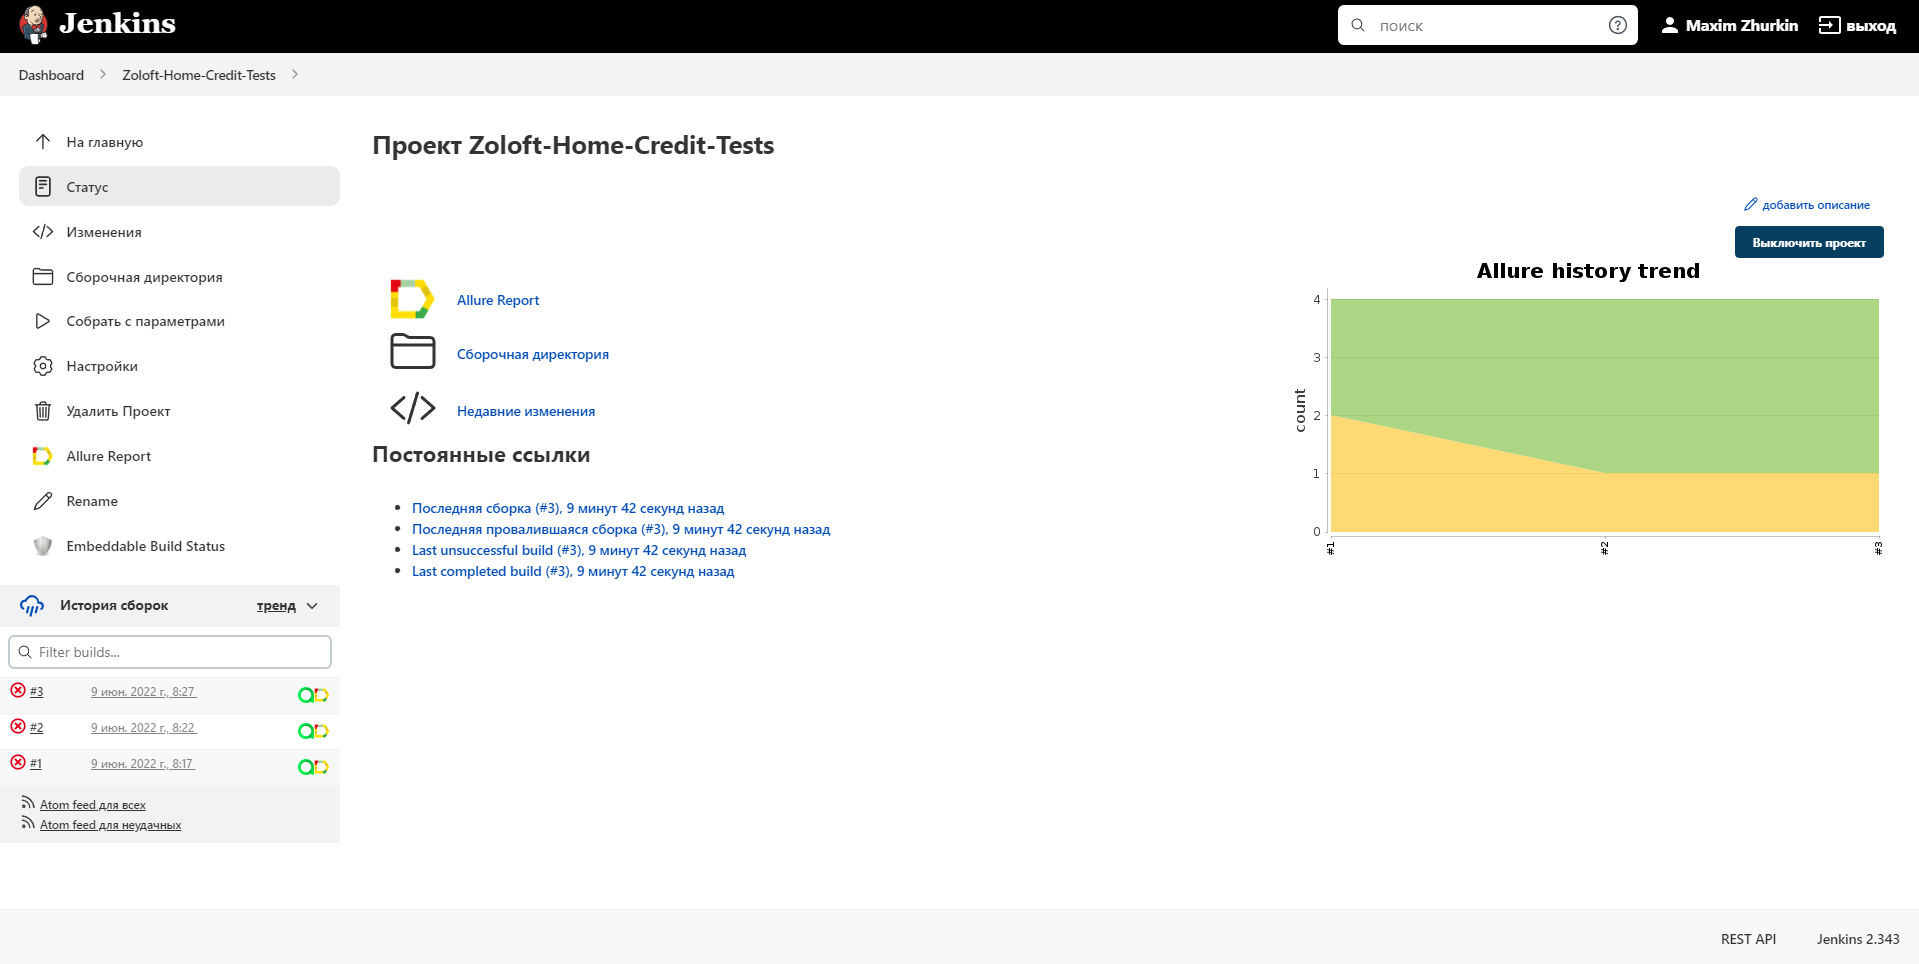 Jenkins
поиск
Maxim Zhurkin
выход
Dashboard
Zoloft-Home-Credit-Tests
На главную
Статус
Изменения
Сборочная директория
Собрать с параметрами
Настройки
Удалить Проект
Allure Report
Rename
Embeddable Build Status
История сборок
тренд
Filter builds...
#3 9 июн. 2022 г., 8:27
#2 9 июн. 2022 г., 8:22
#1 9 июн. 2022 г., 8:17
Atom feed для всех
Atom feed для неудачных
Проект Zoloft-Home-Credit-Tests
добавить описание
Выключить проект
Allure Report
Сборочная директория
Недавние изменения
Постоянные ссылки
Последняя сборка (#3), 9 минут 42 секунд назад
Последняя провалившаяся сборка (#3), 9 минут 42 секунд назад
Last unsuccessful build (#3), 9 минут 42 секунд назад
Last completed build (#3), 9 минут 42 секунд назад
Allure history trend
count
4
3
2
1
0
#1
#2
#3
REST API
Jenkins 2.343